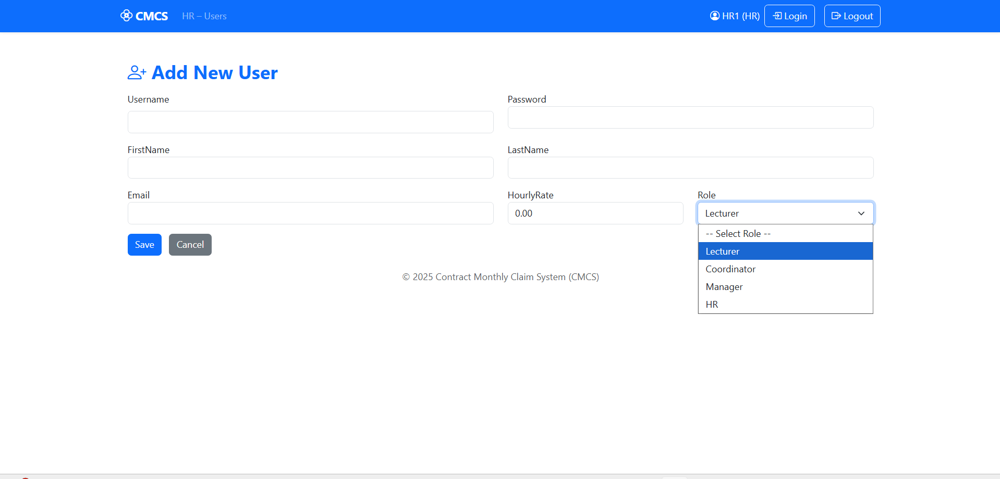 CMCS HR – Users HR1 (HR) Login Logout
Add New User
Username Password
FirstName LastName
Email HourlyRate Role
0.00 Lecturer
-- Select Role --
Lecturer
Coordinator
Manager
HR
Save Cancel
© 2025 Contract Monthly Claim System (CMCS)